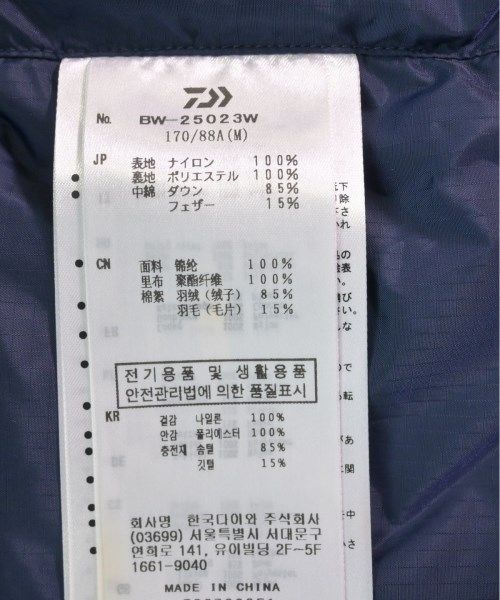 No. BW-25023W
170/88A(M)
JP 表地 ナイロン 100%
裏地 ポリエステル 100%
中綿 ダウン 85%
フェザー 15%
CN 面料 锦纶 100%
里布 聚酯纤维 100%
棉絮 羽绒(绒子) 85%
羽毛(毛片) 15%
전기용품 및 생활용품
안전관리법에 의한 품질표시
KR 겉감 나일론 100%
안감 폴리에스터 100%
충전재 솜털 85%
깃털 15%
회사명 한국다이와 주식회사
(03699) 서울특별시 서대문구
연희로 141, 유이빌딩 2F~5F
1661-9040
MADE IN CHINA